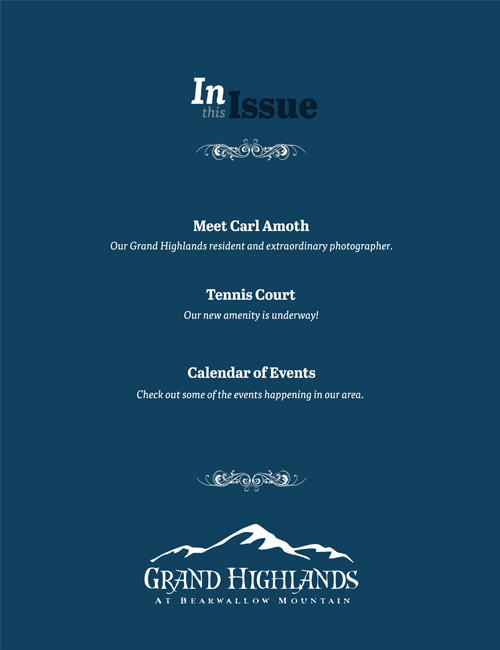 In
this Issue
Meet Carl Amoth
Our Grand Highlands resident and extraordinary photographer.
Tennis Court
Our new amenity is underway!
Calendar of Events
Check out some of the events happening in our area.
Grand Highlands
At Bearwallow Mountain